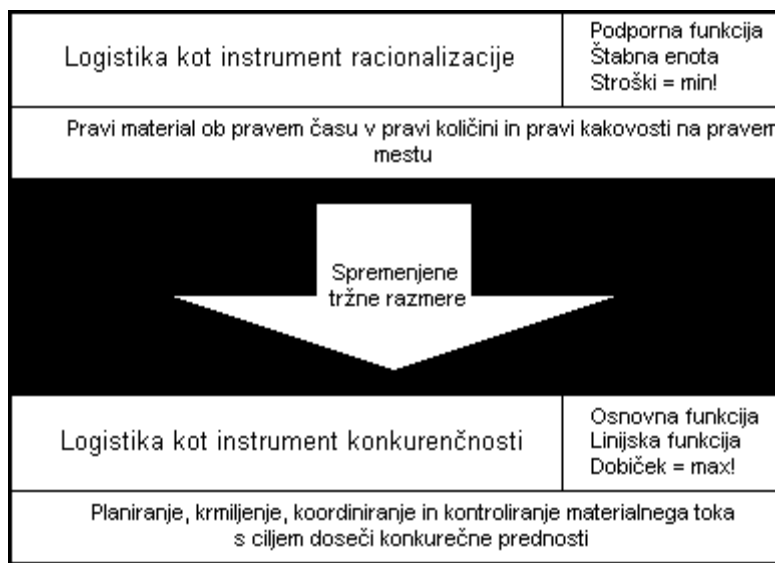 Logistika kot instrument racionalizacije
Podporna funkcija
Štabna enota
Stroški = min!
Pravi material ob pravem času v pravi količini in pravi kakovosti na pravem
mestu
Spremenjene
tržne razmere
Logistika kot instrument konkurenčnosti
Osnovna funkcija
Linijska funkcija
Dobiček = max!
Planiranje, krmiljenje, koordiniranje in kontroliranje materialnega toka
s ciljem doseči konkurečne prednosti